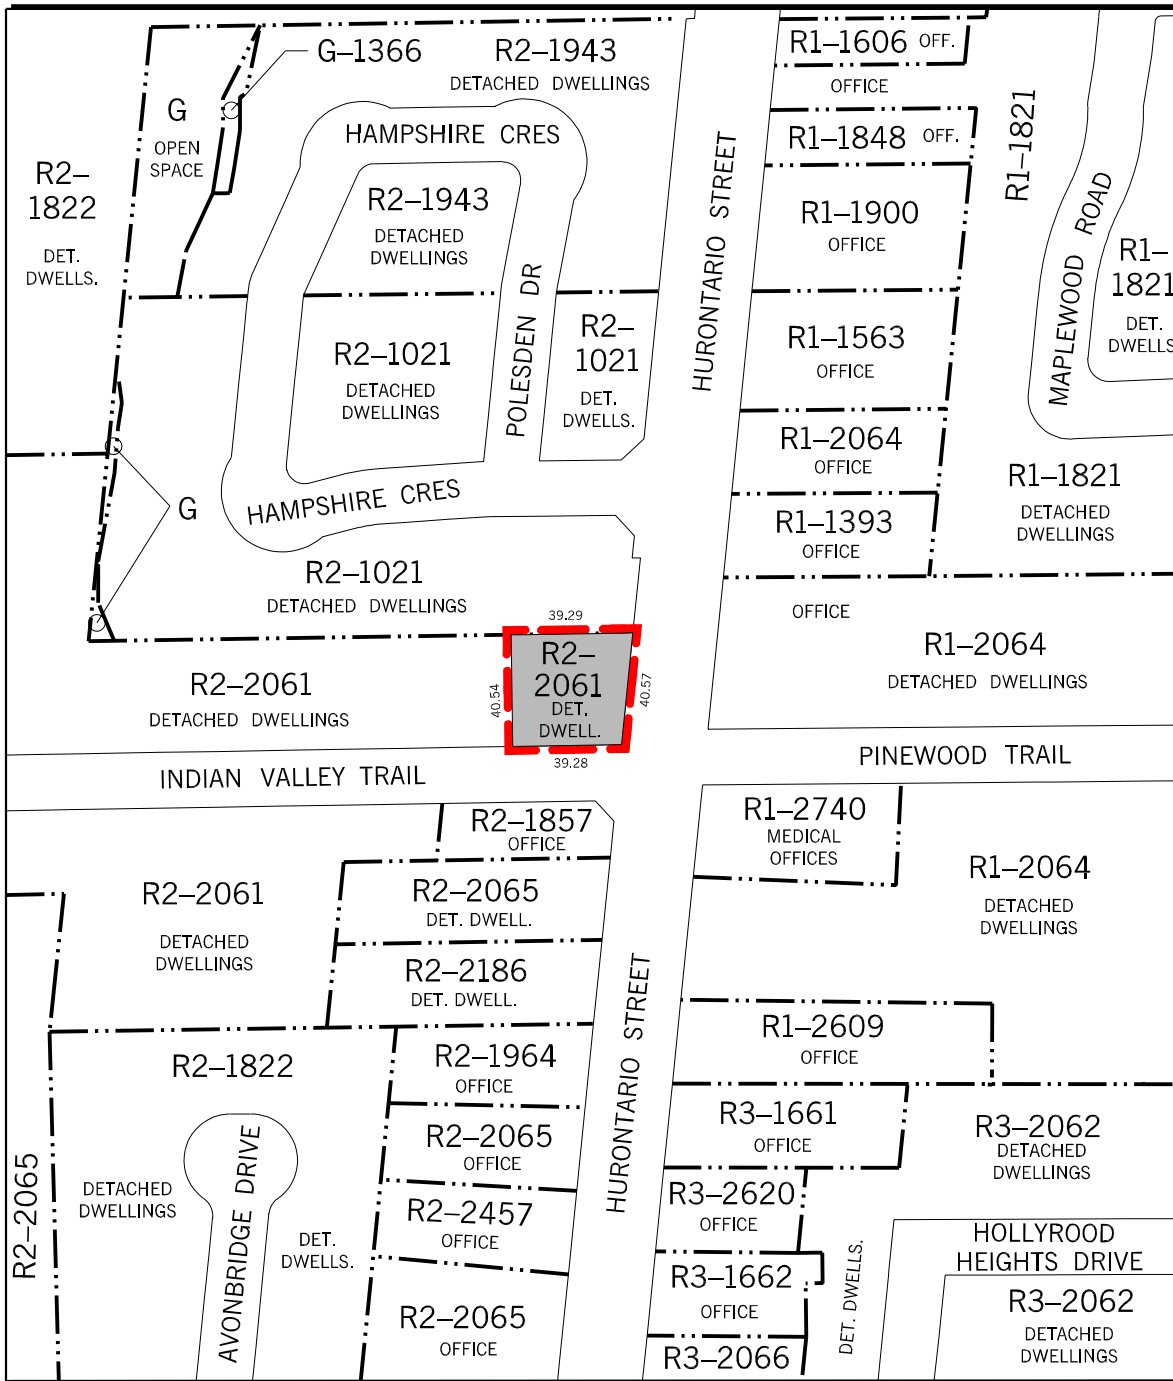 G–1366
R2–1943
DETACHED DWELLINGS
R1–1606 OFF.
OFFICE
G
OPEN
SPACE
HAMPSHIRE CRES
R1–1848 OFF.
R1–1821
R2–
1822
DET.
DWELLS.
R2–1943
DETACHED
DWELLINGS
HURONTARIO STREET
R1–1900
OFFICE
MAPLEWOOD ROAD
R1–
1821
DET.
DWELLS
POLESDEN DR
R2–1021
DETACHED
DWELLINGS
R2–
1021
DET.
DWELLS.
R1–1563
OFFICE
R1–2064
OFFICE
G
HAMPSHIRE CRES
R1–1393
OFFICE
R1–1821
DETACHED
DWELLINGS
R2–1021
DETACHED DWELLINGS
OFFICE
R1–2064
DETACHED DWELLINGS
39.29
R2–
2061
DET.
DWELL.
40.54
40.57
39.28
R2–2061
DETACHED DWELLINGS
INDIAN VALLEY TRAIL
PINEWOOD TRAIL
R2–1857
OFFICE
R1–2740
MEDICAL
OFFICES
R2–2061
DETACHED
DWELLINGS
R2–2065
DET. DWELL.
R1–2064
DETACHED
DWELLINGS
R2–2186
DET. DWELL.
HURONTARIO STREET
R1–2609
OFFICE
R2–1822
R2–1964
OFFICE
R2–2065
DETACHED
DWELLINGS
AVONBRIDGE DRIVE
DET.
DWELLS.
R2–2065
OFFICE
R3–1661
OFFICE
R3–2062
DETACHED
DWELLINGS
R2–2457
OFFICE
R3–2620
OFFICE
DET. DWELLS.
HOLLYROOD
HEIGHTS DRIVE
R3–1662
OFFICE
R2–2065
OFFICE
R3–2062
DETACHED
DWELLINGS
R3–2066